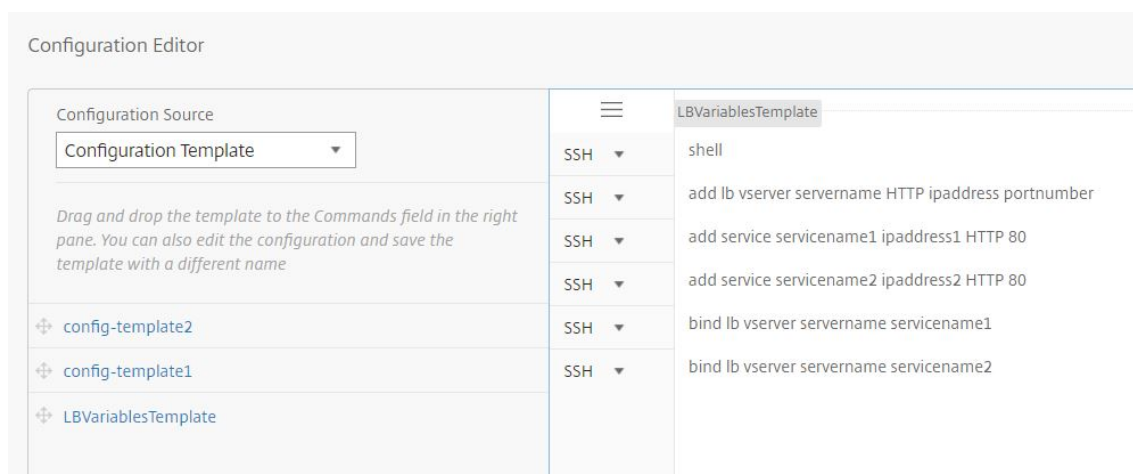 Configuration Editor
Configuration Source
Configuration Template
Drag and drop the template to the Commands field in the right
pane. You can also edit the configuration and save the
template with a different name
config-template2
config-template1
LBVariablesTemplate
LBVariablesTemplate
SSH shell
SSH add lb vserver servername HTTP ipaddress portnumber
SSH add service servicename1 ipaddress1 HTTP 80
SSH add service servicename2 ipaddress2 HTTP 80
SSH bind lb vserver servername servicename1
SSH bind lb vserver servername servicename2